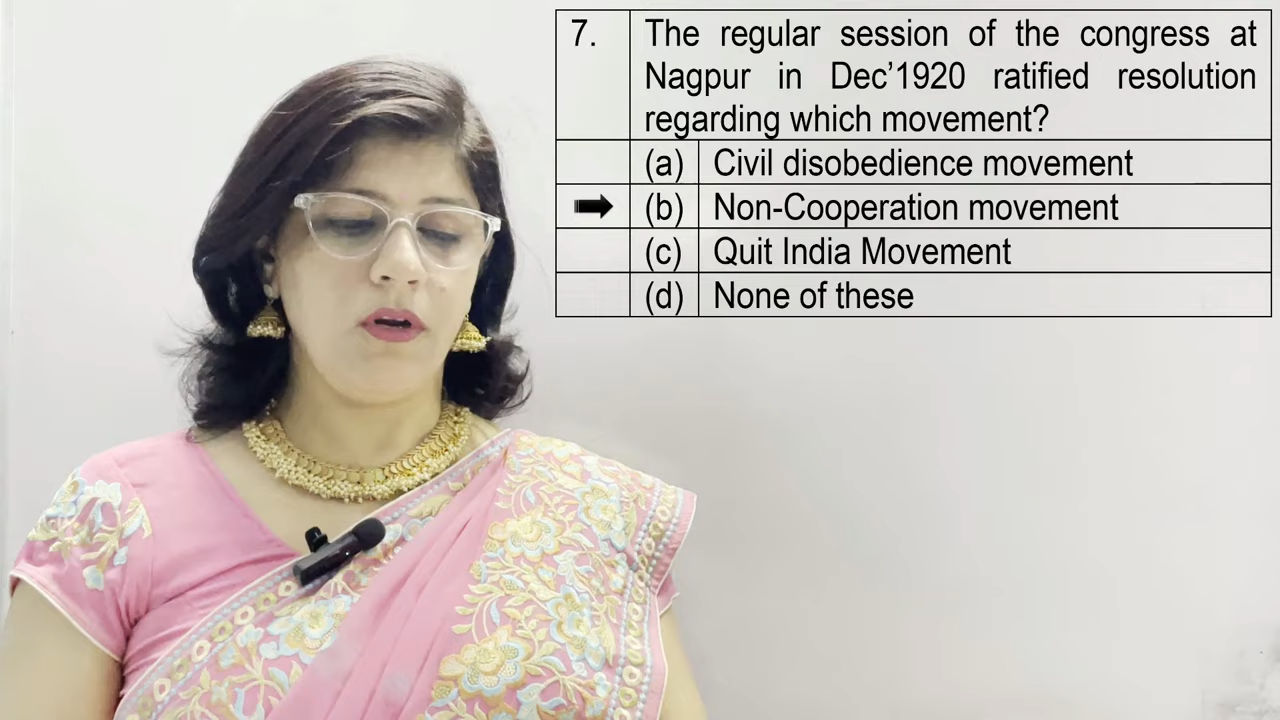 7. The regular session of the congress at
Nagpur in Dec’1920 ratified resolution
regarding which movement?
(a) Civil disobedience movement
(b) Non-Cooperation movement
(c) Quit India Movement
(d) None of these